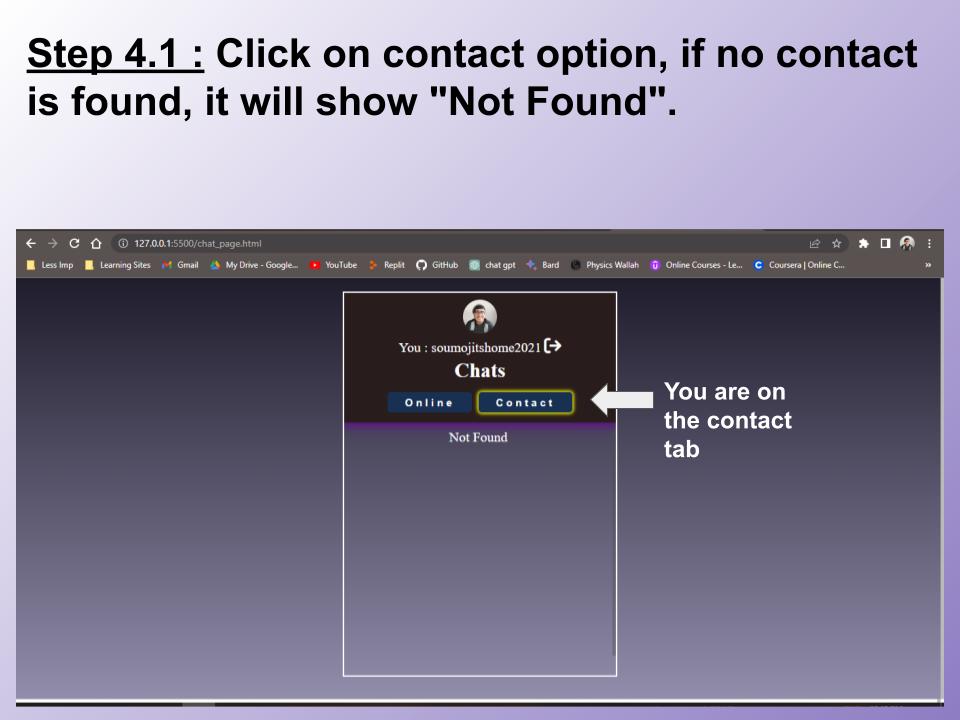 Step 4.1 : Click on contact option, if no contact
is found, it will show "Not Found".
127.0.0.1:5500/chat_page.html
Less Imp Learning Sites Gmail My Drive - Google... YouTube Replit GitHub chat gpt Bard Physics Wallah Online Courses - Le... Coursera | Online C... »
You : soumojitshome2021
Chats
Online Contact
Not Found
You are on
the contact
tab